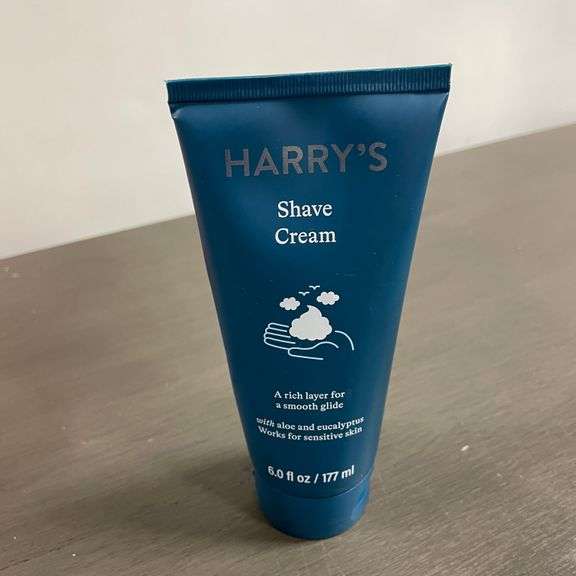 HARRY'S
Shave
Cream
A rich layer for
a smooth glide
with aloe and eucalyptus
Works for sensitive skin
6.0 fl oz / 177 ml